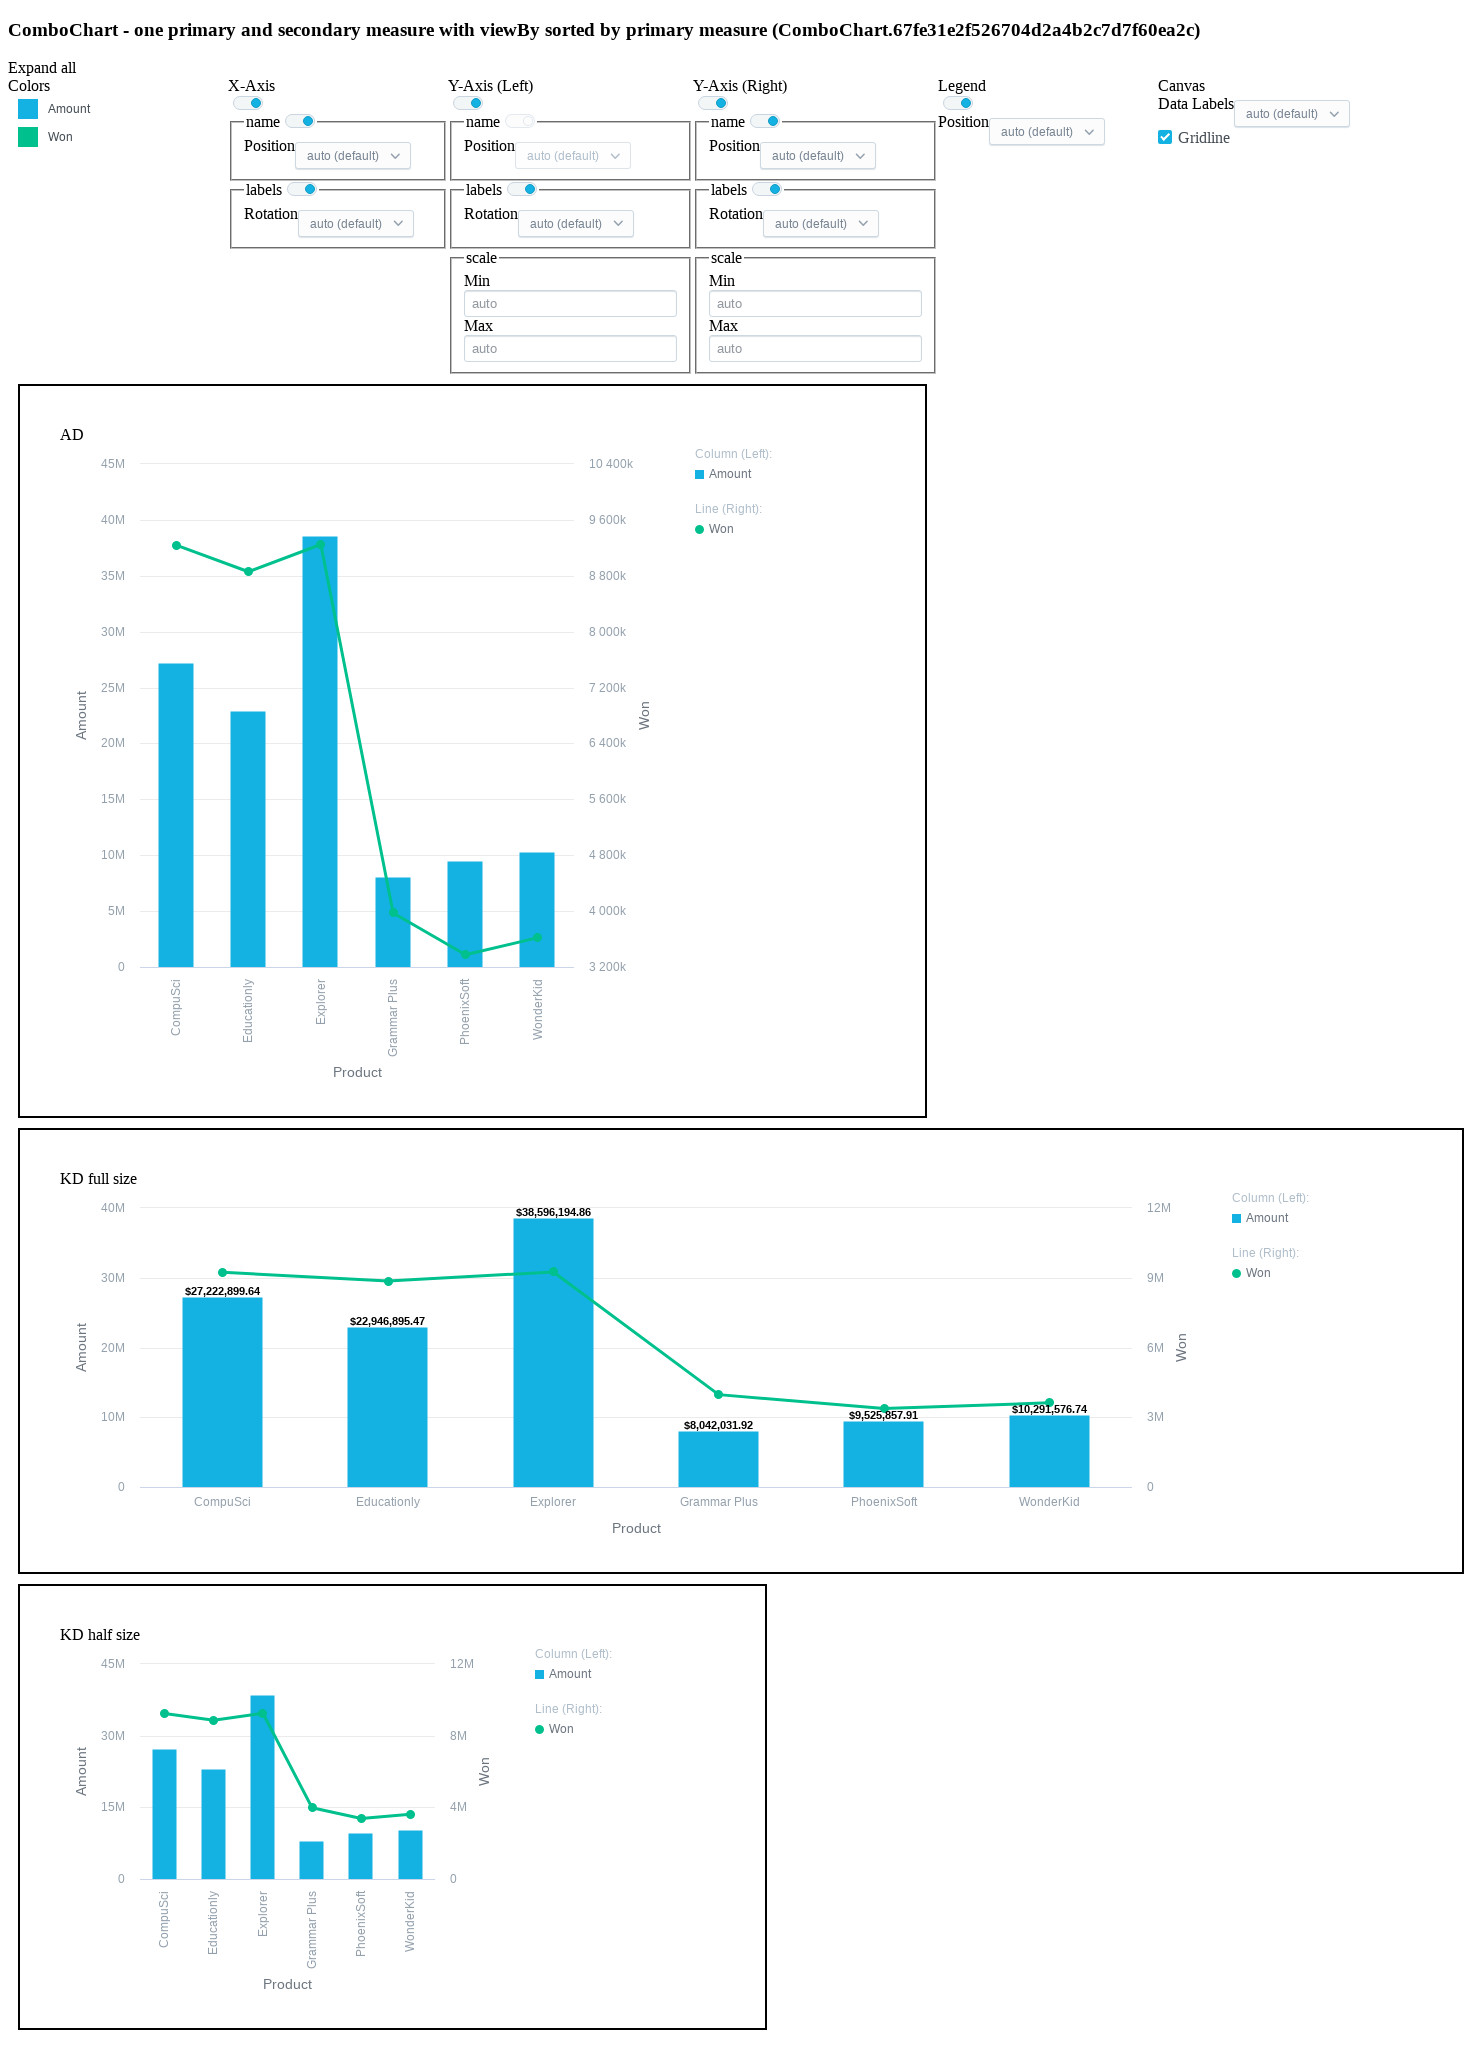 ComboChart - one primary and secondary measure with viewBy sorted by primary measure (ComboChart.67fe31e2f526704d2a4b2c7d7f60ea2c)
Expand all
Colors
Amount
Won
X-Axis
name
Position auto (default)
labels
Rotation auto (default)
Y-Axis (Left)
name
Position auto (default)
labels
Rotation auto (default)
scale
Min
auto
Max
auto
Y-Axis (Right)
name
Position auto (default)
labels
Rotation auto (default)
scale
Min
auto
Max
auto
Legend
Position auto (default)
Canvas
Data Labels auto (default)
Gridline
AD
45M
40M
35M
30M
25M
20M
15M
10M
5M
0
Amount
10 400k
9 600k
8 800k
8 000k
7 200k
6 400k
5 600k
4 800k
4 000k
3 200k
Won
CompuSci
Educationly
Explorer
Grammar Plus
PhoenixSoft
WonderKid
Product
Column (Left):
Amount
Line (Right):
Won
KD full size
40M
30M
20M
10M
0
Amount
$27,222,899.64
$22,946,895.47
$38,596,194.86
$8,042,031.92
$9,525,857.91
$10,291,576.74
12M
9M
6M
3M
0
Won
CompuSci
Educationly
Explorer
Grammar Plus
PhoenixSoft
WonderKid
Product
Column (Left):
Amount
Line (Right):
Won
KD half size
45M
30M
15M
0
Amount
12M
8M
4M
0
Won
CompuSci
Educationly
Explorer
Grammar Plus
PhoenixSoft
WonderKid
Product
Column (Left):
Amount
Line (Right):
Won